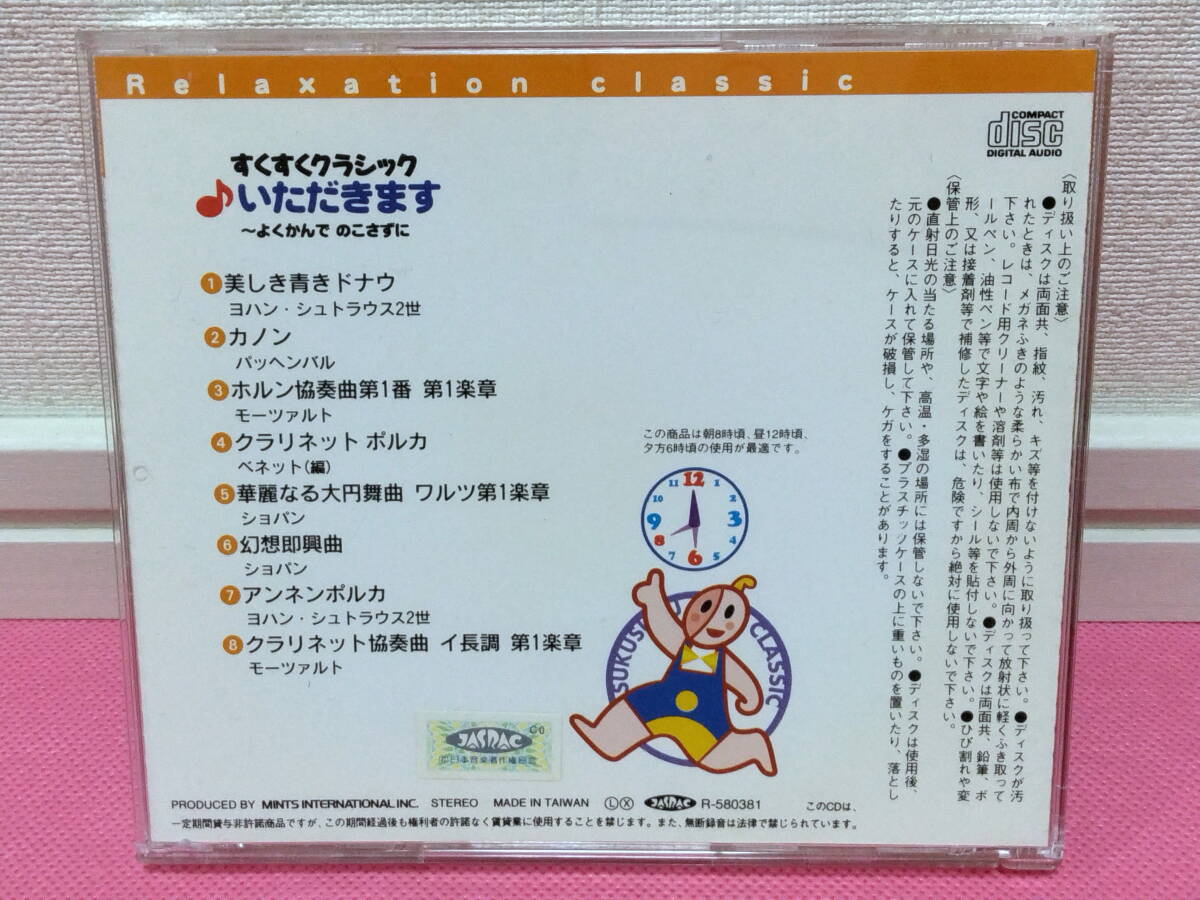 Relaxation classic
COMPACT
disc
DIGITAL AUDIO
すくすくクラシック
♪いただきます
〜よくかんで のこさずに
1 美しき青きドナウ
ヨハン・シュトラウス2世
2 カノン
パッヘンバル
3 ホルン協奏曲第1番 第1楽章
モーツァルト
4 クラリネット ポルカ
ベネット(編)
5 華麗なる大円舞曲 ワルツ第1楽章
ショパン
6 幻想即興曲
ショパン
7 アンネンポルカ
ヨハン・シュトラウス2世
8 クラリネット協奏曲 イ長調 第1楽章
モーツァルト
この商品は朝8時頃、昼12時頃、
夕方6時頃の使用が最適です。
12
1
2
3
4
5
6
7
8
9
10
11
SUKUSU
CLASSIC
〈取り扱い上のご注意〉
●ディスクは両面共、指紋、汚れ、キズ等を付けないように取り扱って下さい。●ディスクが汚
れたときは、メガネふきのような柔らかい布で内周から外周に向かって放射状に軽くふき取って
下さい。レコード用クリーナーや溶剤等は使用しないで下さい。●ディスクは両面共、鉛筆、ボ
ールペン、油性ペン等で文字や絵を書いたり、シール等を貼付しないで下さい。●ひび割れや変
形、又は接着剤等で補修したディスクは、危険ですから絶対に使用しないで下さい。
〈保管上のご注意〉
●直射日光の当たる場所や、高温・多湿の場所には保管しないで下さい。●ディスクは使用後、
元のケースに入れて保管して下さい。●プラスチッツケースの上に重いものを置いたり、落とし
たりすると、ケースが破損し、ケガをすることがあります。
C0
JASRAC
日本音楽著作権協会
PRODUCED BY MINTS INTERNATIONAL INC. STEREO MADE IN TAIWAN Ⓛ Ⓧ JASRAC R-580381 このCDは、
一定期間貸与非許諾商品ですが、この期間経過後も権利者の許諾なく賃貸業に使用することを禁じます。また、無断録音は法律で禁じられています。